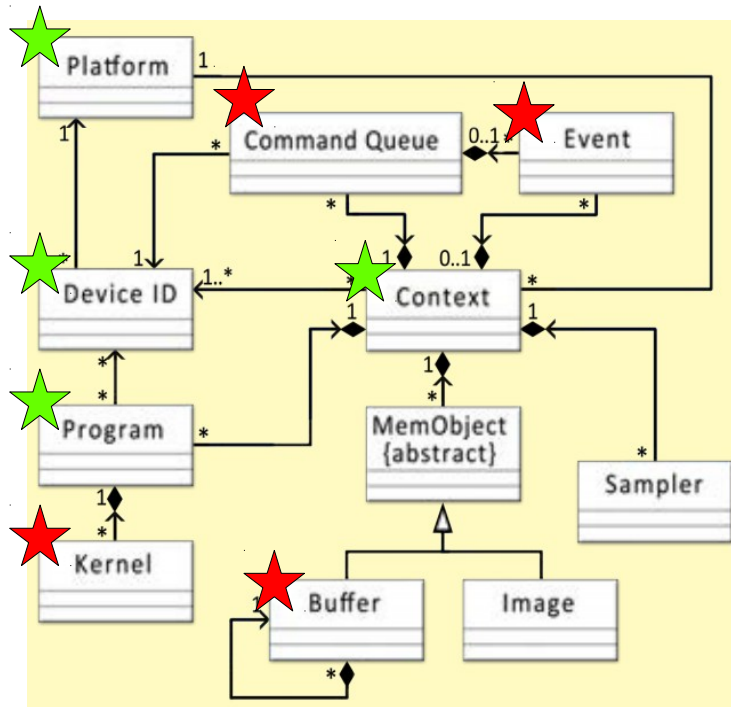 Platform
1
1
*
Command Queue
0..1
*
Event
*
*
1
*
1
1
0..1
Device ID
1..*
*
Context
*
1
1
*
*
1
*
Program
*
MemObject
{abstract}
*
Sampler
1
*
Kernel
Buffer
1
Image
*